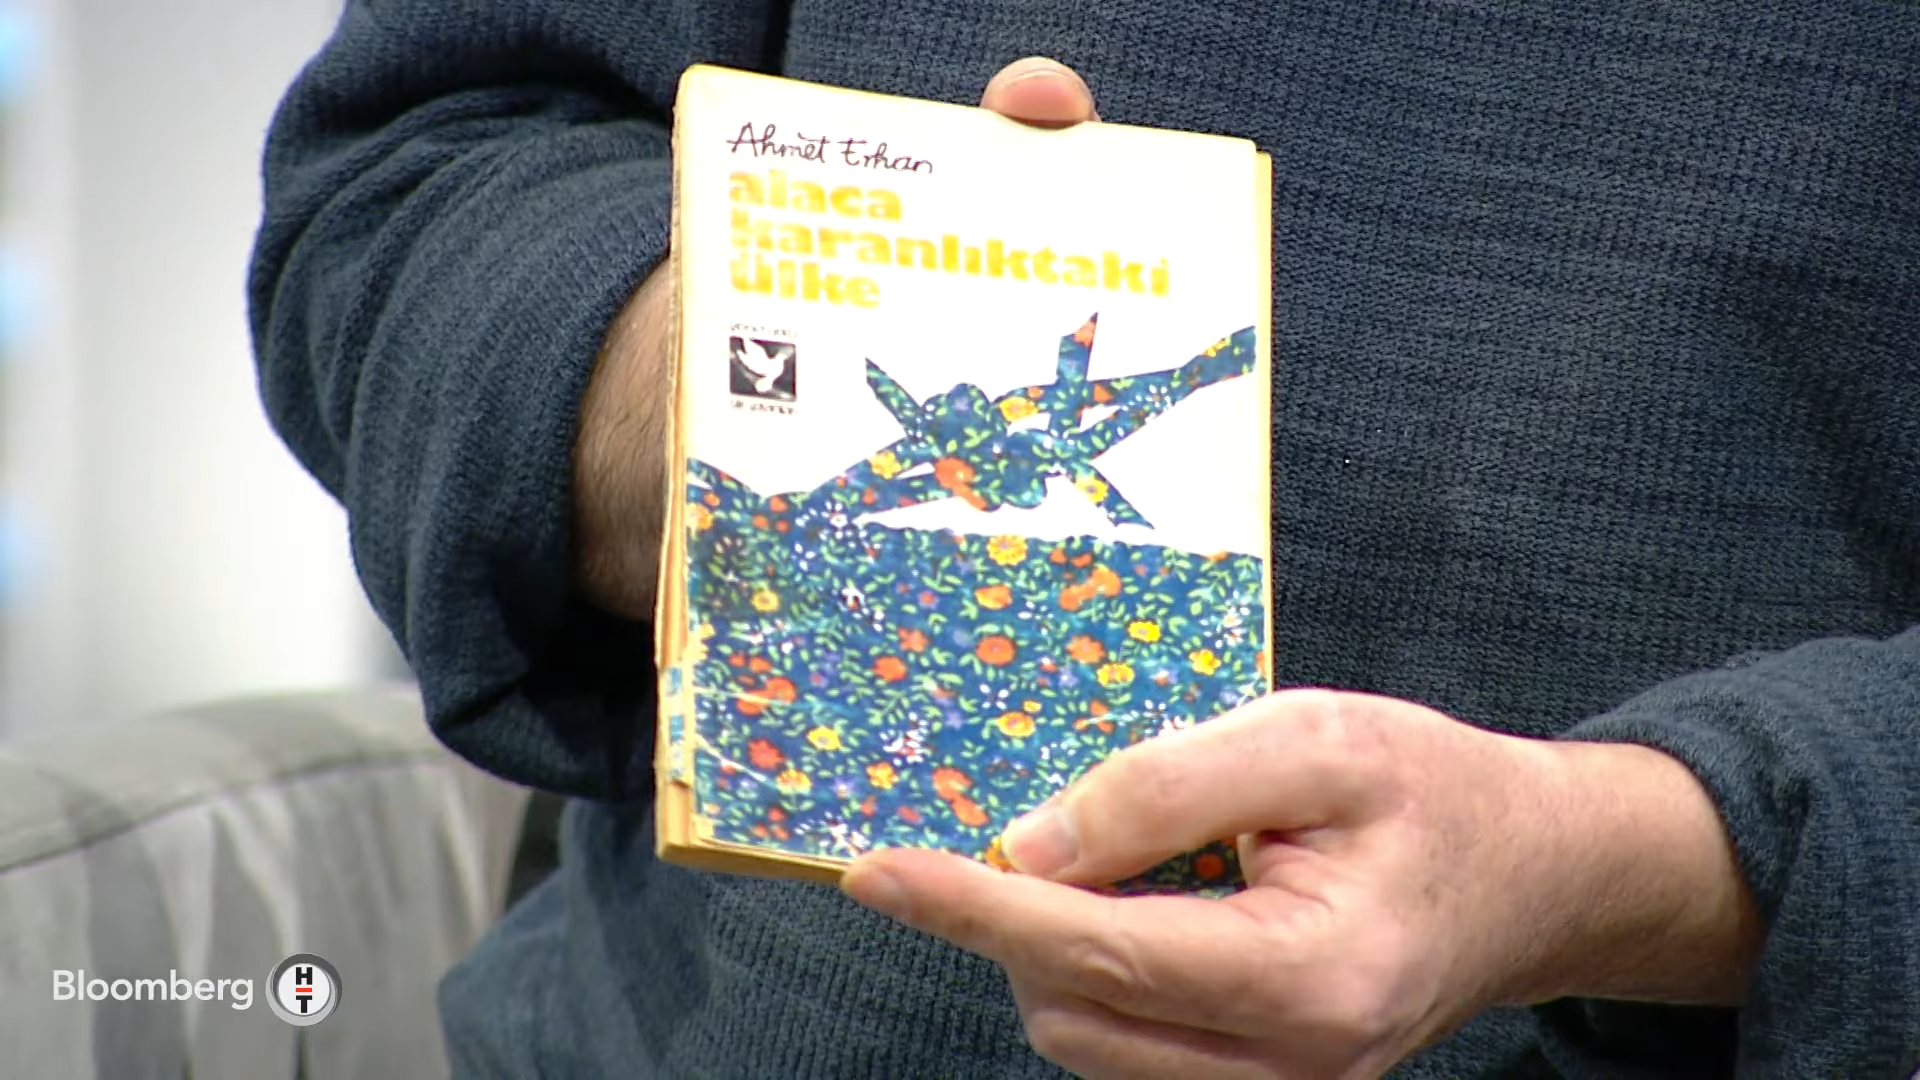 Ahmet Erhan
alaca
karanlıktaki
ülke
Bloomberg HT